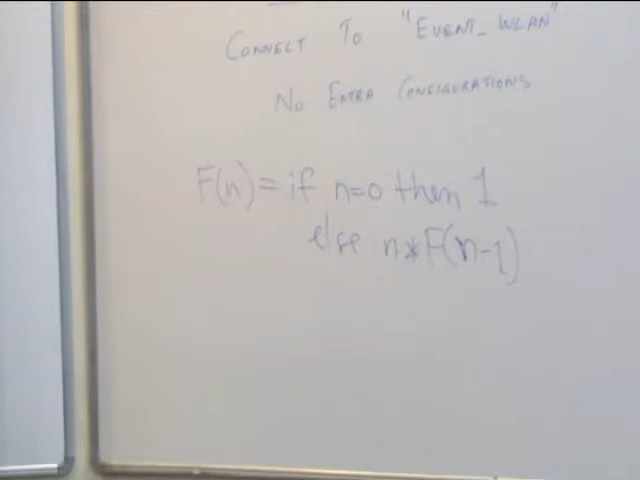 CONNECT TO "EVENT_WLAN"
NO EXTRA CONFIGURATIONS
F(n) = if n=0 then 1
else n*F(n-1)